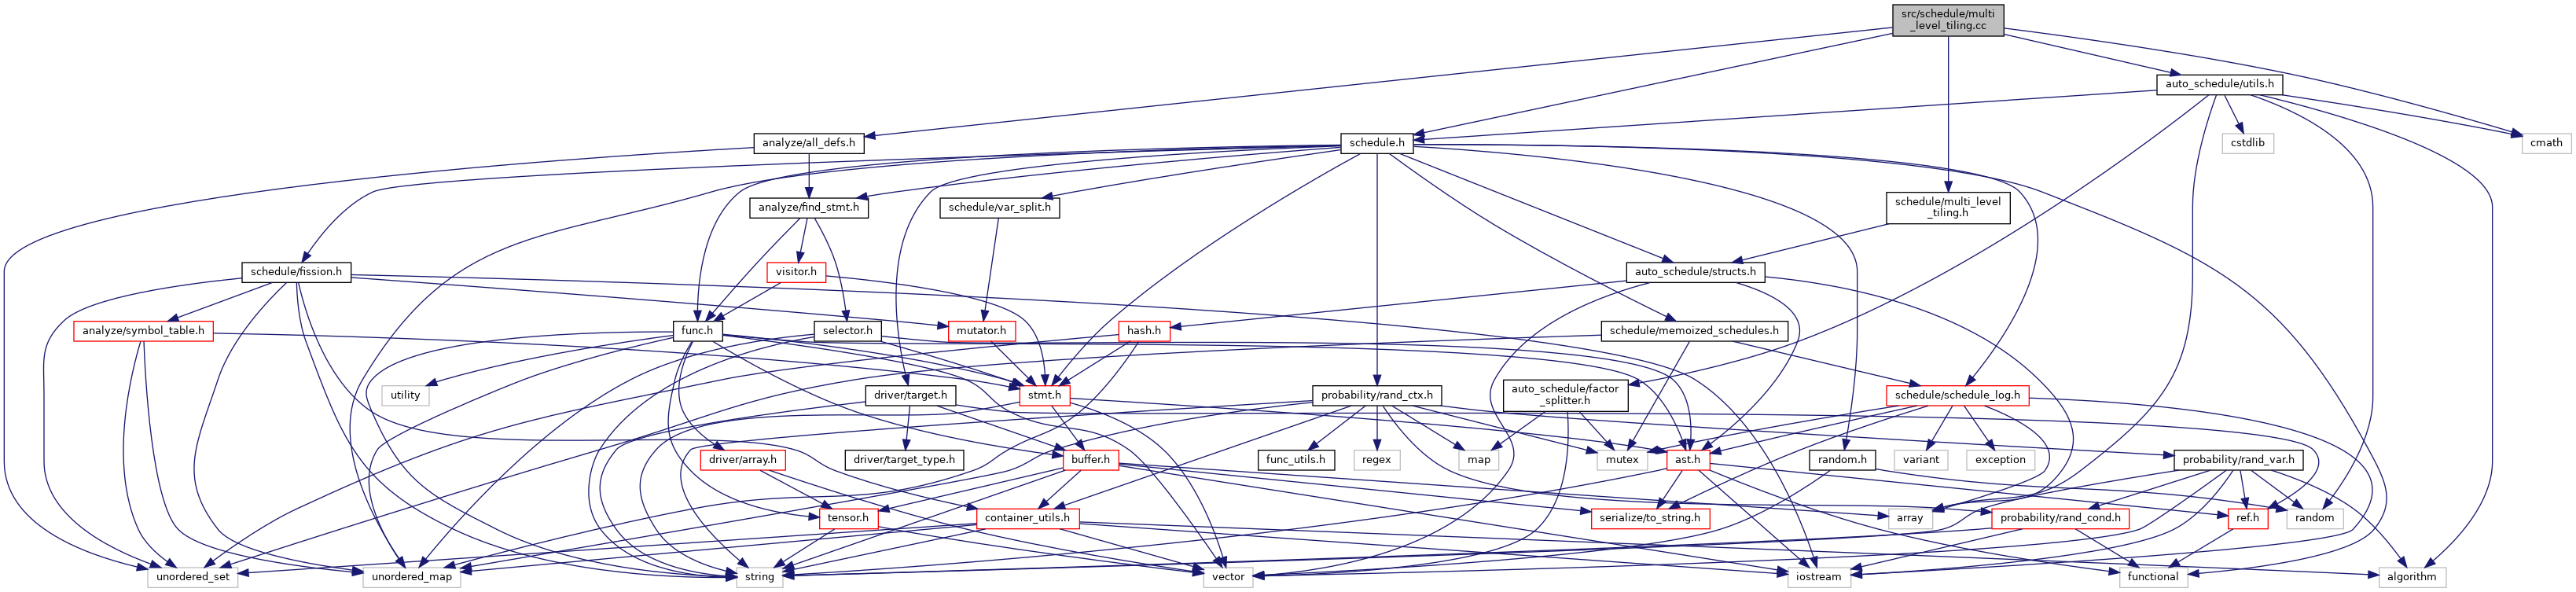 src/schedule/multi
_level_tiling.cc
auto_schedule/utils.h
analyze/all_defs.h
schedule.h
cstdlib
cmath
analyze/find_stmt.h
schedule/var_split.h
schedule/multi_level
_tiling.h
schedule/fission.h
visitor.h
auto_schedule/structs.h
analyze/symbol_table.h
func.h
selector.h
mutator.h
hash.h
schedule/memoized_schedules.h
utility
driver/target.h
stmt.h
probability/rand_ctx.h
auto_schedule/factor
_splitter.h
schedule/schedule_log.h
driver/array.h
driver/target_type.h
buffer.h
func_utils.h
regex
map
mutex
ast.h
random.h
variant
exception
probability/rand_var.h
tensor.h
container_utils.h
serialize/to_string.h
array
probability/rand_cond.h
ref.h
random
unordered_set
unordered_map
string
vector
iostream
functional
algorithm